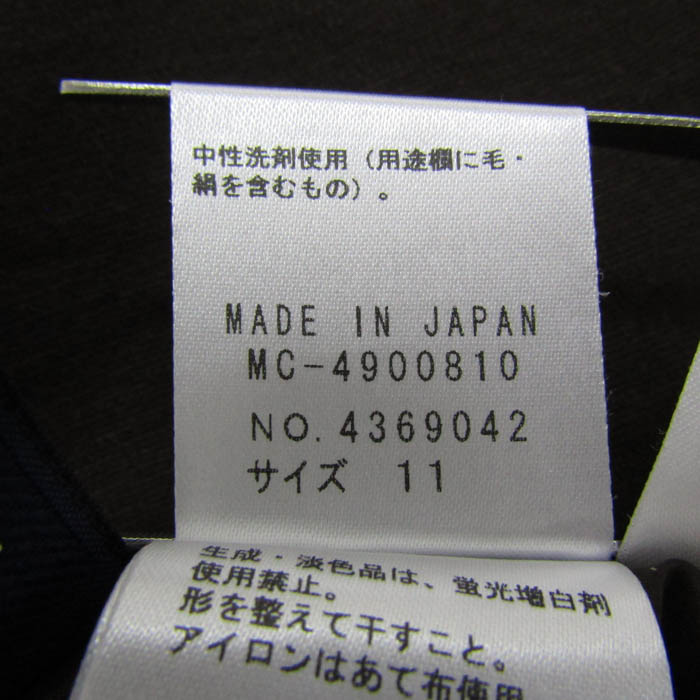 中性洗剤使用（用途欄に毛・
絹を含むもの）。
MADE IN JAPAN
MC-4900810
NO. 4369042
サイズ 11
生成・淡色品は、蛍光増白剤
使用禁止。
形を整えて干すこと。
アイロンはあて布使用